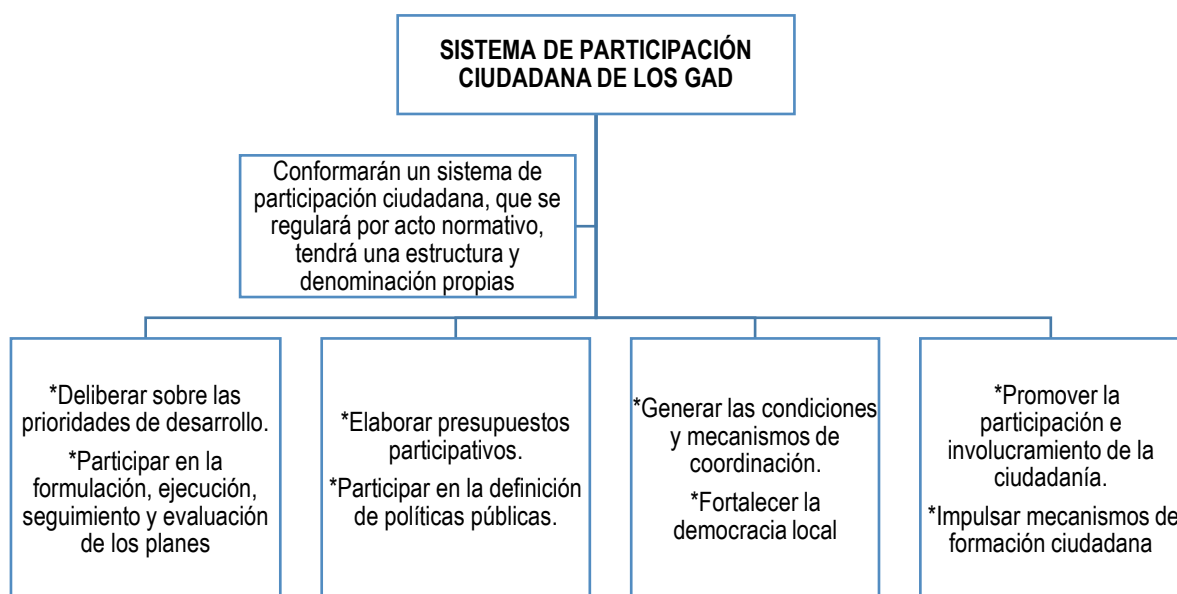 SISTEMA DE PARTICIPACIÓN
CIUDADANA DE LOS GAD
Conformarán un sistema de
participación ciudadana, que se
regulará por acto normativo,
tendrá una estructura y
denominación propias
*Deliberar sobre las
prioridades de desarrollo.
*Participar en la
formulación, ejecución,
seguimiento y evaluación
de los planes
*Elaborar presupuestos
participativos.
*Participar en la definición
de políticas públicas.
*Generar las condiciones
y mecanismos de
coordinación.
*Fortalecer la
democracia local
*Promover la
participación e
involucramiento de la
ciudadanía.
*Impulsar mecanismos de
formación ciudadana